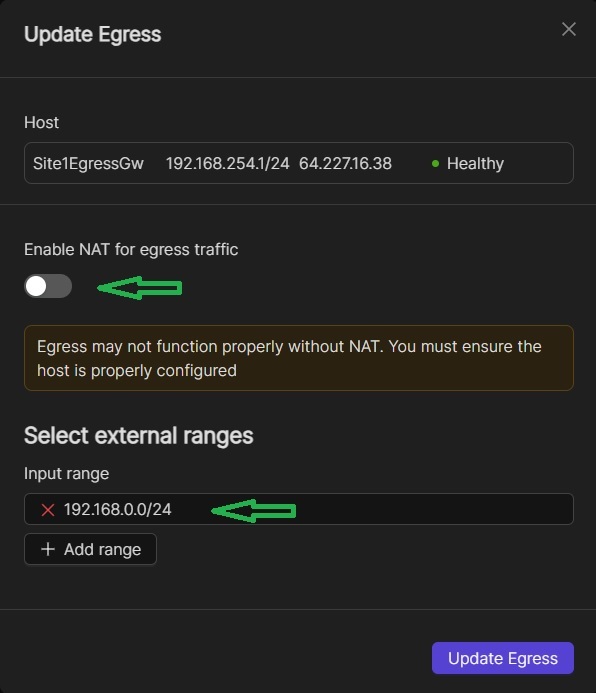 Update Egress
Host
Site1EgressGw 192.168.254.1/24 64.227.16.38 Healthy
Enable NAT for egress traffic
Egress may not function properly without NAT. You must ensure the
host is properly configured
Select external ranges
Input range
192.168.0.0/24
Add range
Update Egress